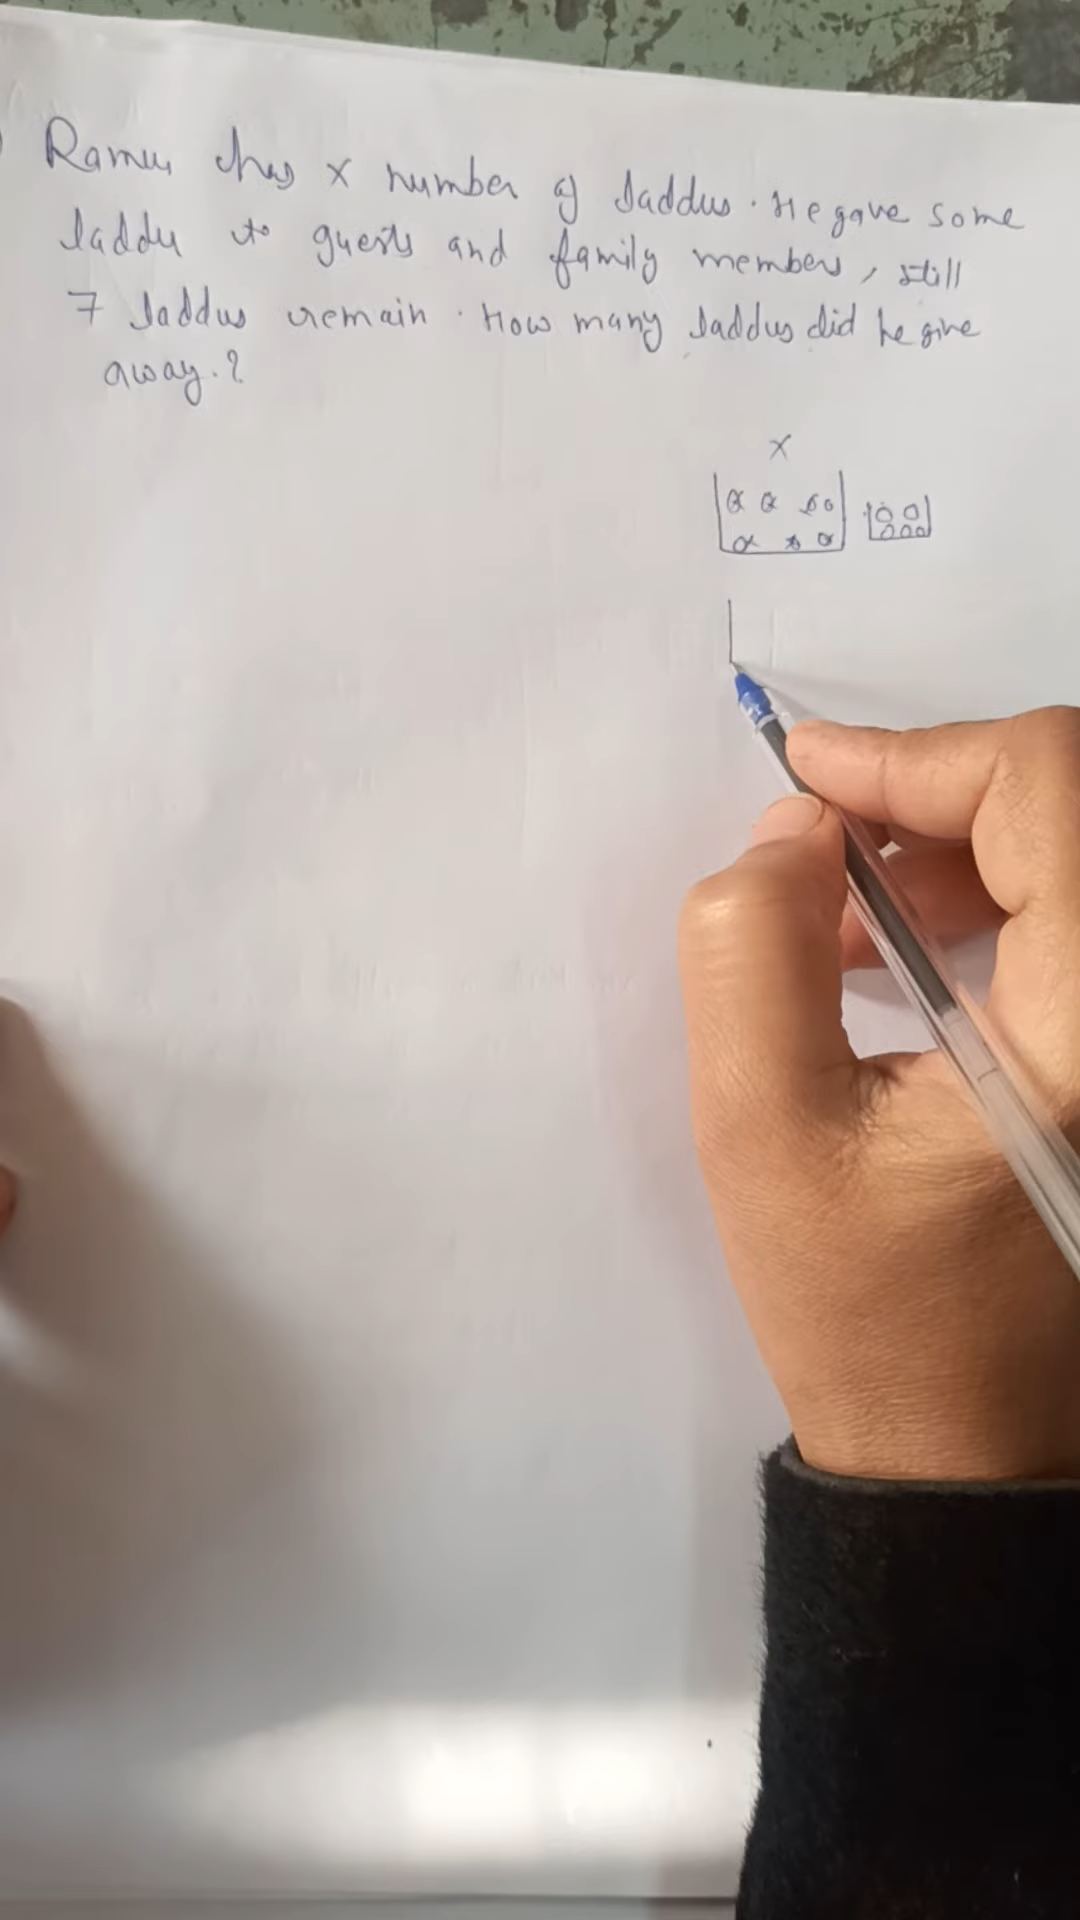 Ramu has x number of laddus. He gave some
laddu to guests and family members, still
7 laddus remain. How many laddus did he give
away.?
x